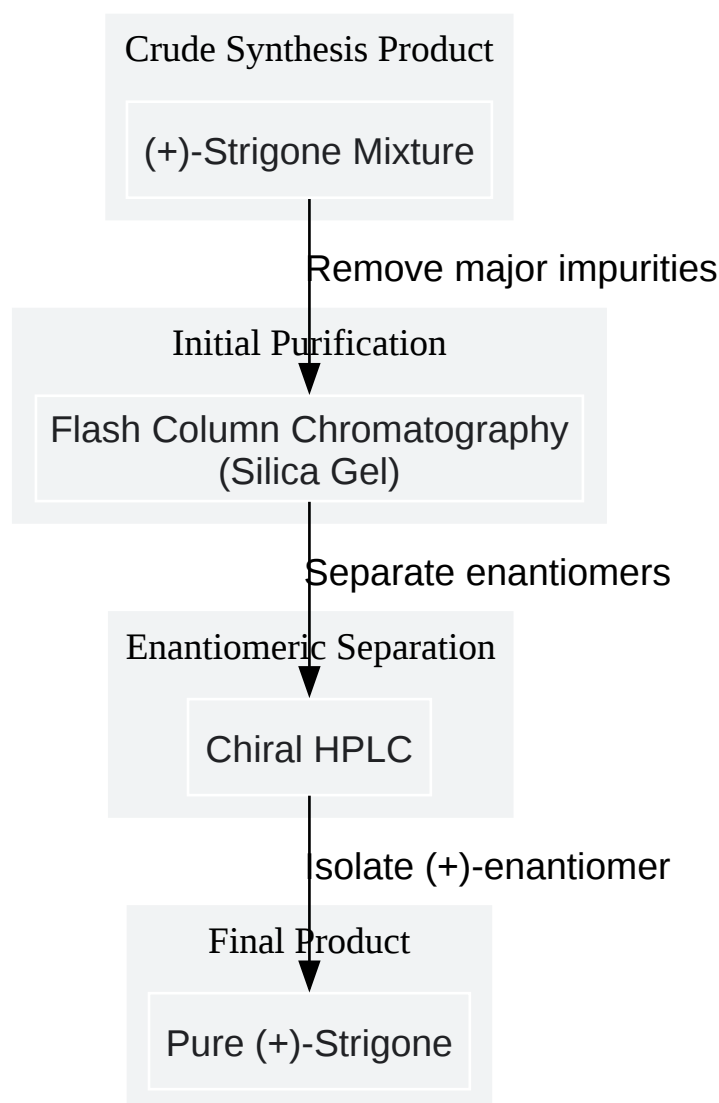 Crude Synthesis Product
(+)-Strigone Mixture
Remove major impurities
Initial Purification
Flash Column Chromatography
(Silica Gel)
Separate enantiomers
Enantiomeric Separation
Chiral HPLC
Isolate (+)-enantiomer
Final Product
Pure (+)-Strigone